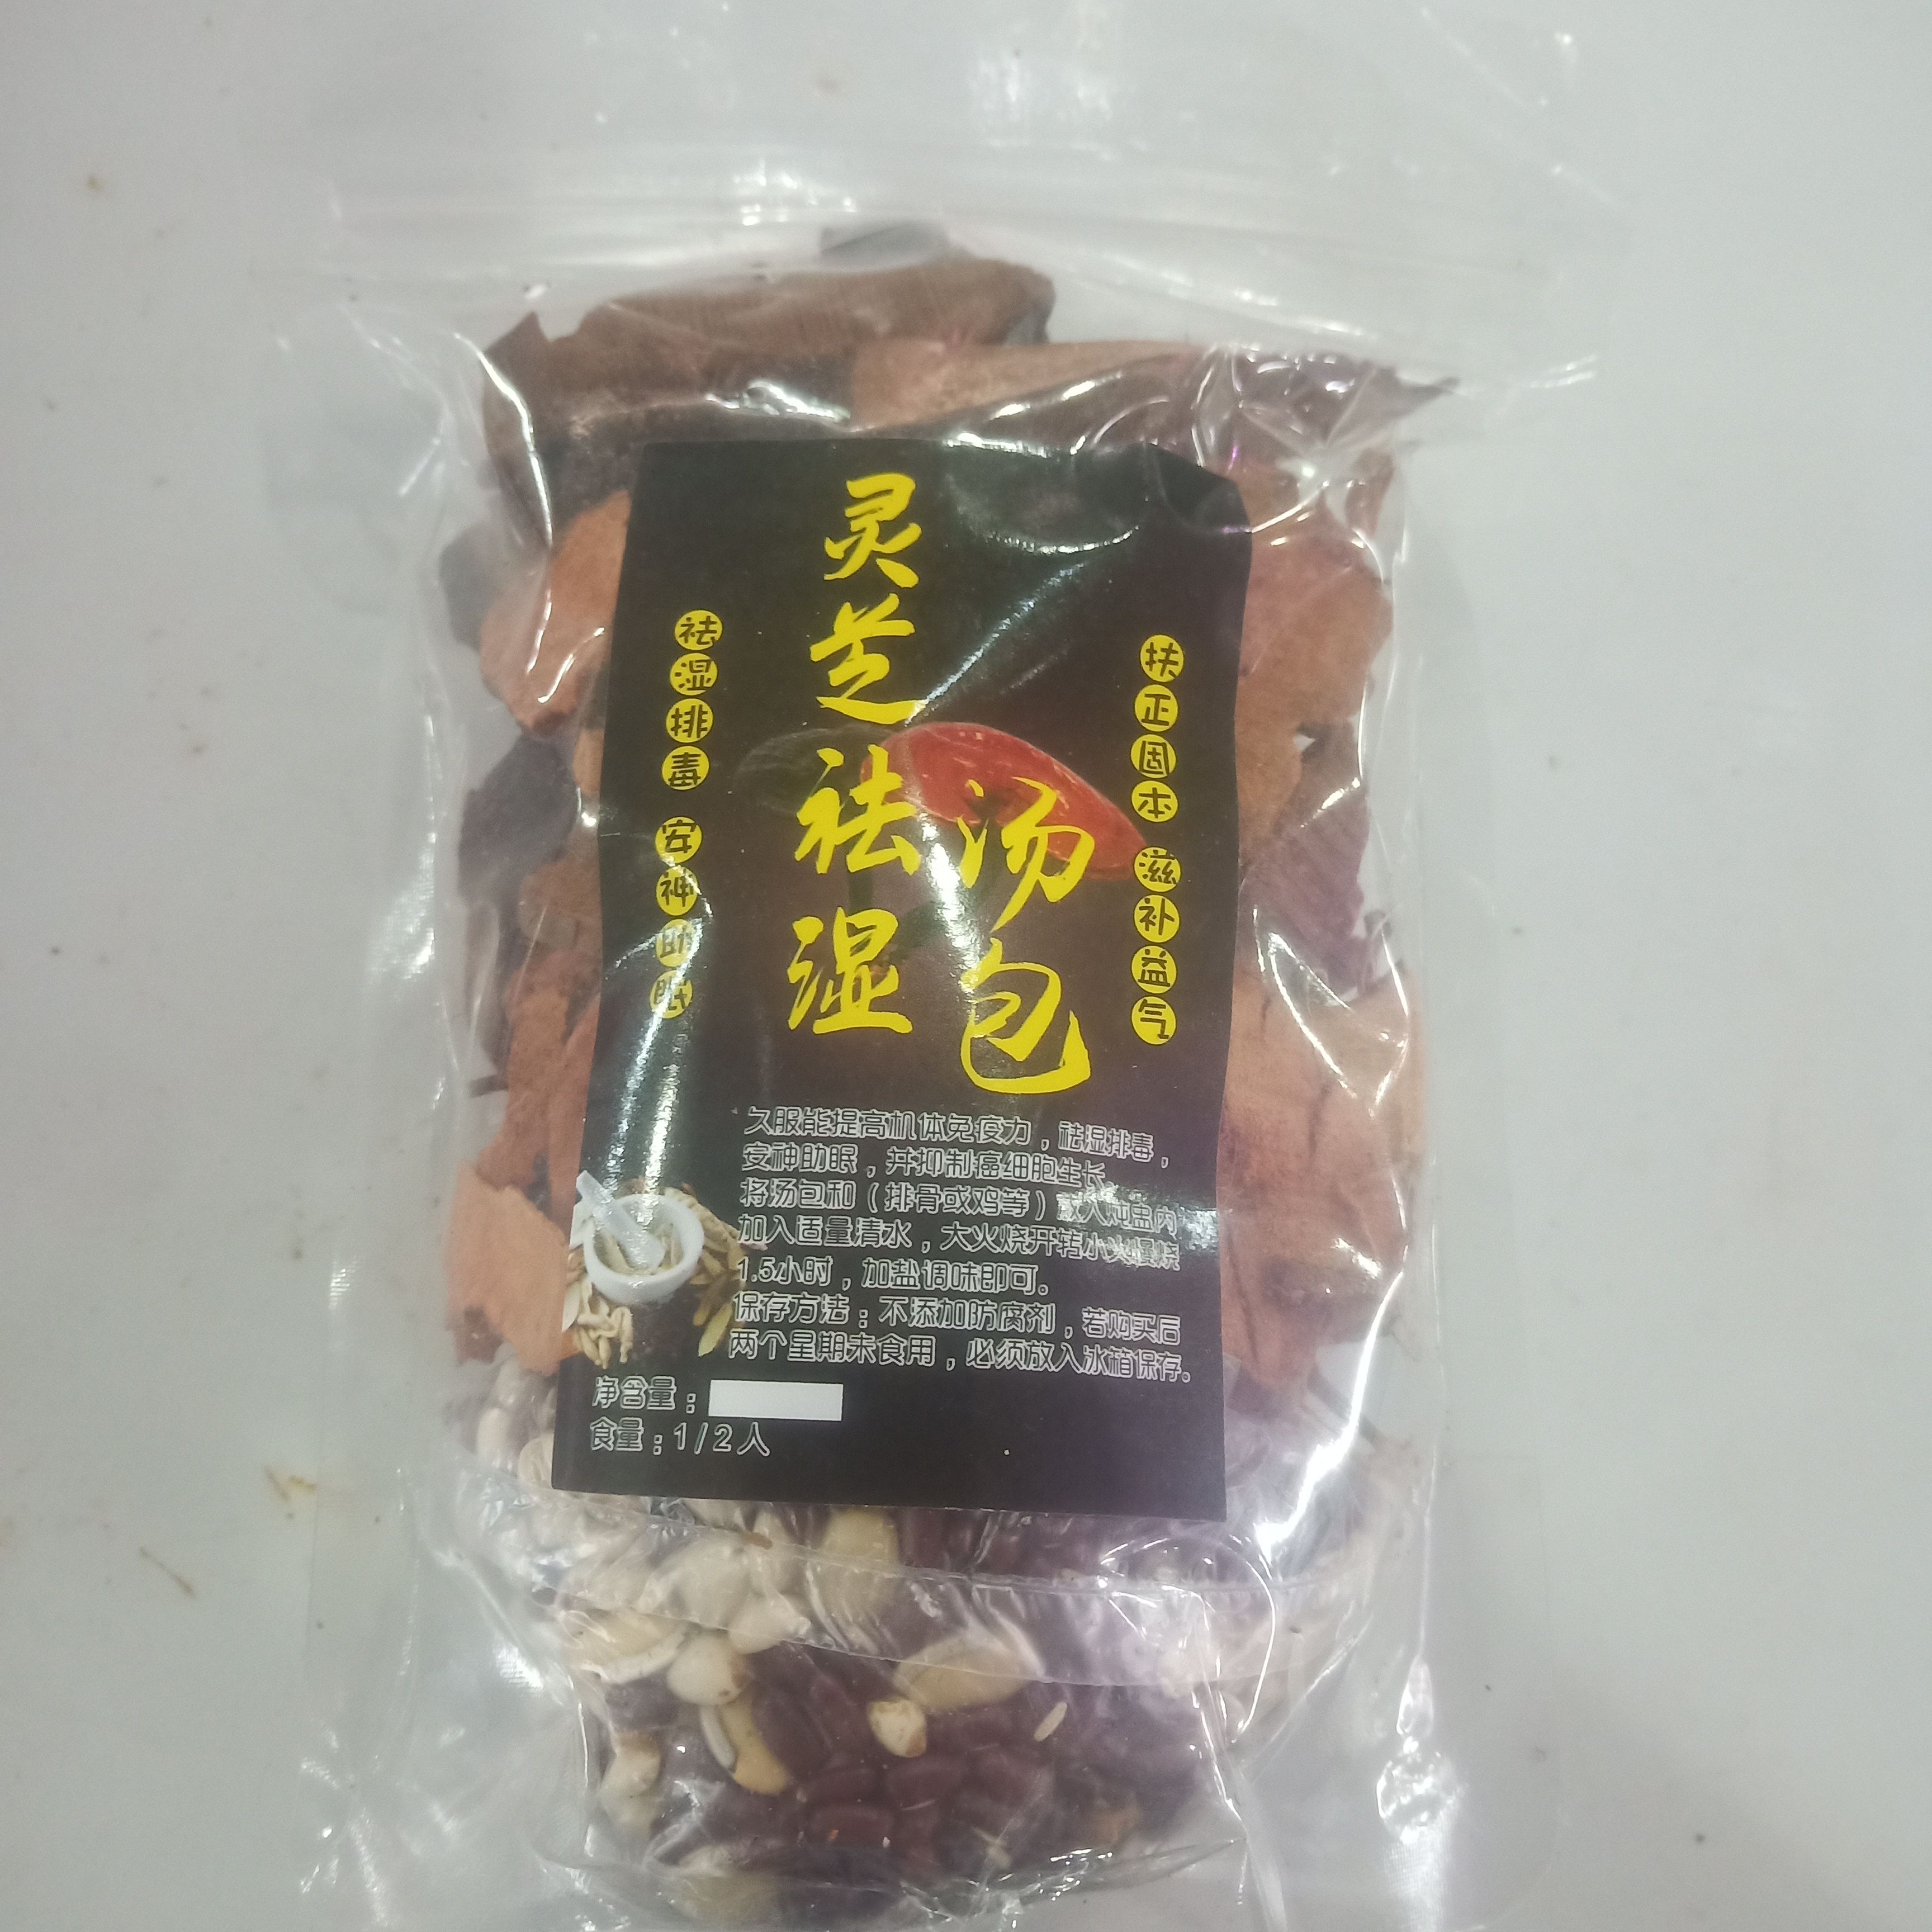 灵芝祛湿
汤包
祛湿排毒 安神助眠
扶正固本 滋补益气
久服能提高机体免疫力，祛湿排毒，
安神助眠，并抑制癌细胞生长
将汤包和（排骨或鸡等）放入炖盅内
加入适量清水，大火烧开转小火慢烧
1.5小时，加盐调味即可。
保存方法：不添加防腐剂，若购买后
两个星期未食用，必须放入冰箱保存。
净含量：
食量：1/2人